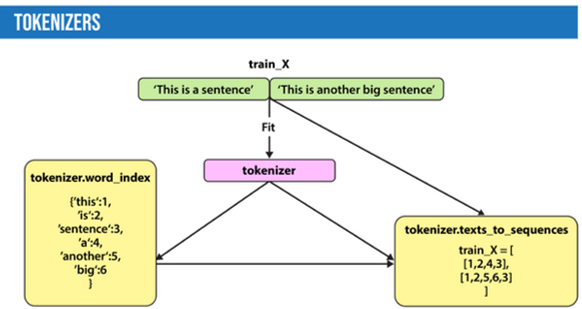 TOKENIZERS
train_X
'This is a sentence' 'This is another big sentence'
Fit
tokenizer
tokenizer.word_index
{'this':1,
'is':2,
'sentence':3,
'a':4,
'another':5,
'big':6
}
tokenizer.texts_to_sequences
train_X = [
[1,2,4,3],
[1,2,5,6,3]
]